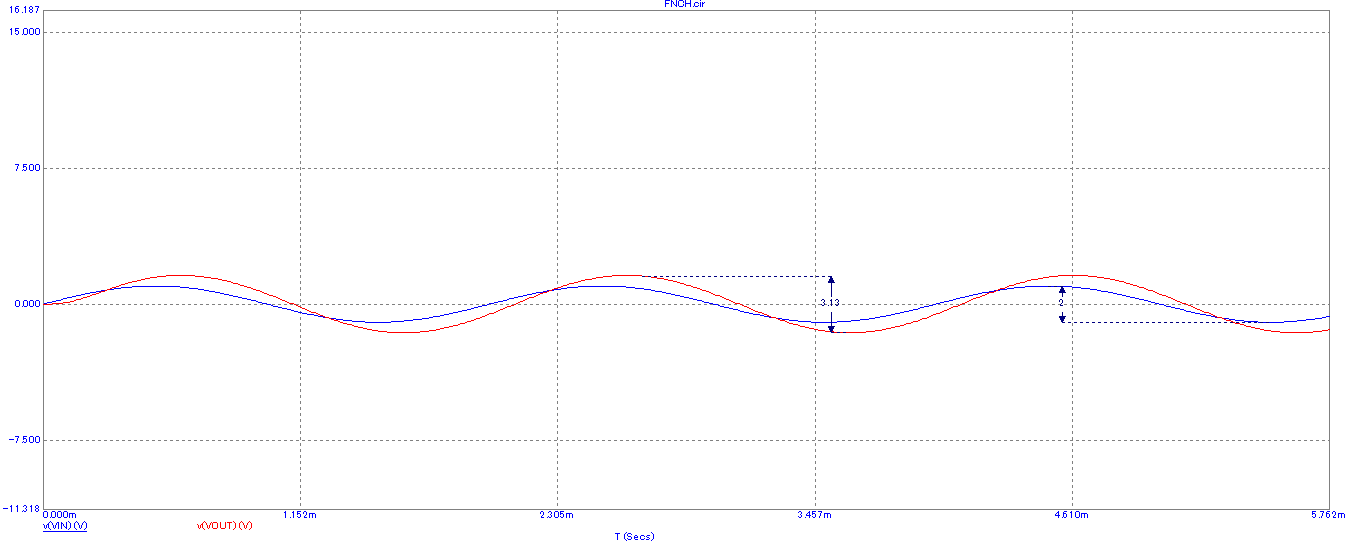 FNCH.cir
16.187
15.000
7.500
0.000
-7.500
-11.318
3.13
2
0.000m 1.152m 2.305m 3.457m 4.610m 5.762m
v(VIN) (V) v(VOUT) (V)
T (Secs)